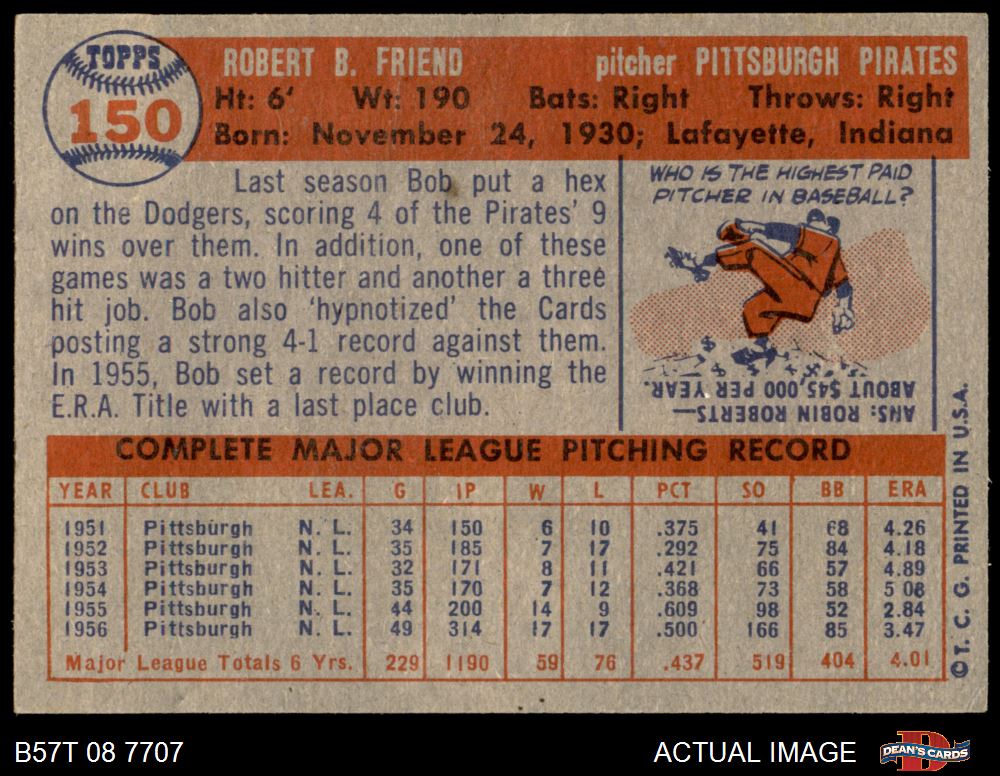 TOPPS
150
ROBERT B. FRIEND pitcher PITTSBURGH PIRATES
Ht: 6' Wt: 190 Bats: Right Throws: Right
Born: November 24, 1930; Lafayette, Indiana
Last season Bob put a hex
on the Dodgers, scoring 4 of the Pirates' 9
wins over them. In addition, one of these
games was a two hitter and another a three
hit job. Bob also 'hypnotized' the Cards
posting a strong 4-1 record against them.
In 1955, Bob set a record by winning the
E.R.A. Title with a last place club.
WHO IS THE HIGHEST PAID
PITCHER IN BASEBALL?
ANS: ROBIN ROBERTS—
ABOUT $45,000 PER YEAR.
COMPLETE MAJOR LEAGUE PITCHING RECORD
YEAR CLUB LEA. G IP W L PCT SO BB ERA
1951 Pittsburgh N. L. 34 150 6 10 .375 41 68 4.26
1952 Pittsburgh N. L. 35 185 7 17 .292 75 84 4.18
1953 Pittsburgh N. L. 32 171 8 11 .421 66 57 4.89
1954 Pittsburgh N. L. 35 170 7 12 .368 73 58 5 08
1955 Pittsburgh N. L. 44 200 14 9 .609 98 52 2.84
1956 Pittsburgh N. L. 49 314 17 17 .500 166 85 3.47
Major League Totals 6 Yrs. 229 1190 59 76 .437 519 404 4.01
©T. C. G. PRINTED IN U.S.A.
B57T 08 7707 ACTUAL IMAGE DEAN'S CARDS